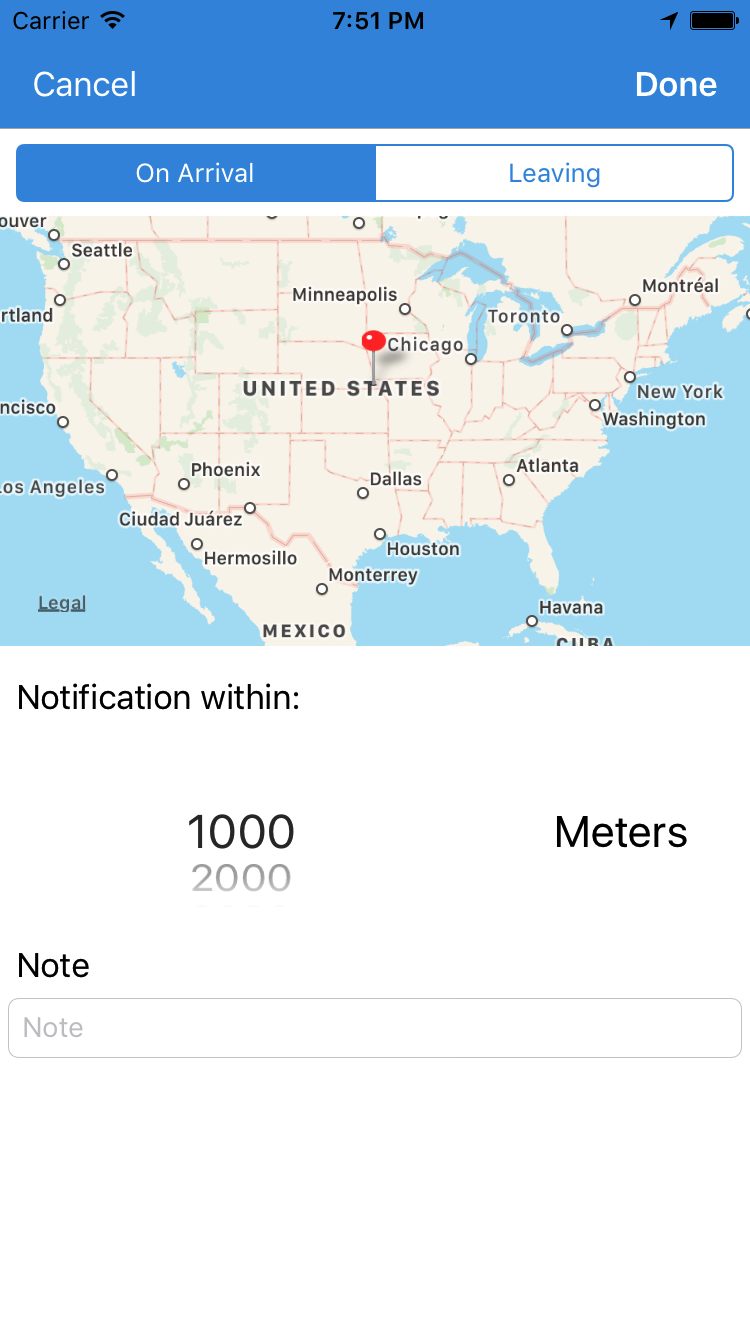 Carrier 7:51 PM
Cancel Done
On Arrival Leaving
ouver
Seattle
Minneapolis
Montréal
rtland
Toronto
Chicago
UNITED STATES
New York
ncisco
Washington
Phoenix
Atlanta
os Angeles
Dallas
Ciudad Juárez
Houston
Hermosillo
Monterrey
Legal
Havana
MEXICO
CUBA
Notification within:
1000 Meters
2000
Note
Note